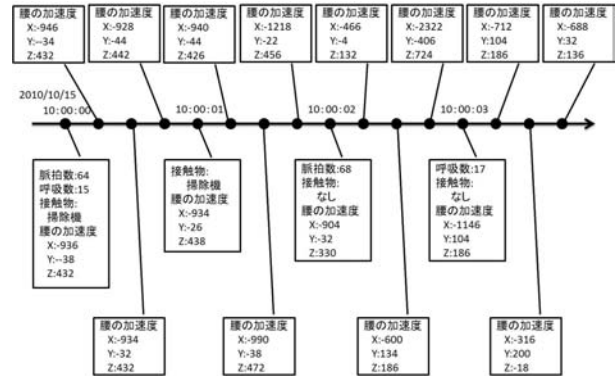 腰の加速度
X:-946
Y:--34
Z:432
腰の加速度
X:-928
Y:-44
Z:442
腰の加速度
X:-940
Y:-44
Z:426
腰の加速度
X:-1218
Y:-22
Z:456
腰の加速度
X:-466
Y:-4
Z:132
腰の加速度
X:-2322
Y:-406
Z:724
腰の加速度
X:-712
Y:104
Z:186
腰の加速度
X:-688
Y:32
Z:136
2010/10/15
10:00:00
10:00:01
10:00:02
10:00:03
脈拍数:64
呼吸数:15
接触物:
掃除機
腰の加速度
X:-936
Y:--38
Z:432
接触物:
掃除機
腰の加速度
X:-934
Y:-26
Z:438
脈拍数:68
接触物:
なし
腰の加速度
X:-904
Y:-32
Z:330
呼吸数:17
接触物:
なし
腰の加速度
X:-1146
Y:104
Z:186
腰の加速度
X:-934
Y:-32
Z:432
腰の加速度
X:-990
Y:-38
Z:472
腰の加速度
X:-600
Y:134
Z:186
腰の加速度
X:-316
Y:200
Z:-18